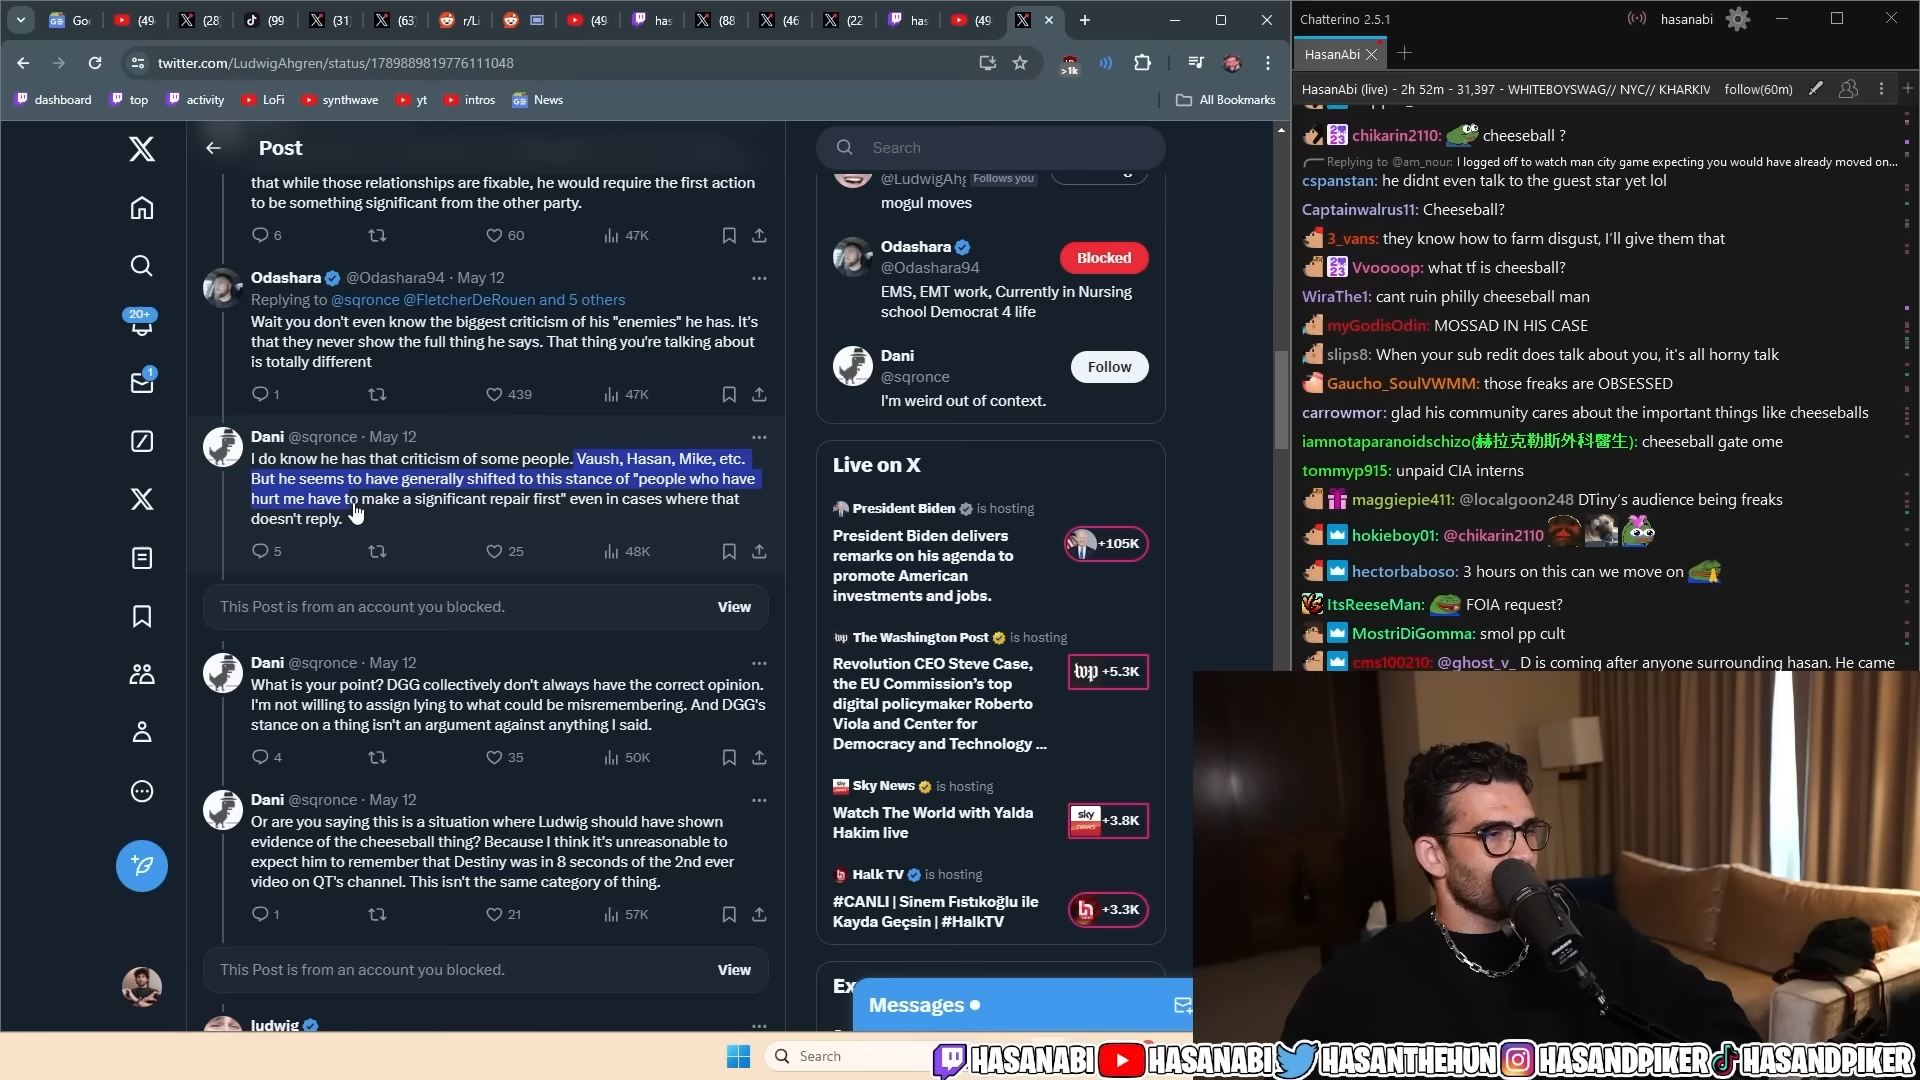 Goo
(49
(28)
(99
(31)
(63)
r/Li
(49
has
(88
(46
(22
has
(49
twitter.com/LudwigAhgren/status/1789889819776111048
>1k
dashboard
top
activity
LoFi
synthwave
yt
intros
News
All Bookmarks
Post
that while those relationships are fixable, he would require the first action
to be something significant from the other party.
6
60
47K
Odashara @Odashara94 · May 12
Replying to @sqronce @FletcherDeRouen and 5 others
Wait you don't even know the biggest criticism of his "enemies" he has. It's
that they never show the full thing he says. That thing you're talking about
is totally different
1
439
47K
Dani @sqronce · May 12
I do know he has that criticism of some people. Vaush, Hasan, Mike, etc.
But he seems to have generally shifted to this stance of "people who have
hurt me have to make a significant repair first" even in cases where that
doesn't reply.
5
25
48K
This Post is from an account you blocked.
View
Dani @sqronce · May 12
What is your point? DGG collectively don't always have the correct opinion.
I'm not willing to assign lying to what could be misremembering. And DGG's
stance on a thing isn't an argument against anything I said.
4
35
50K
Dani @sqronce · May 12
Or are you saying this is a situation where Ludwig should have shown
evidence of the cheeseball thing? Because I think it's unreasonable to
expect him to remember that Destiny was in 8 seconds of the 2nd ever
video on QT's channel. This isn't the same category of thing.
1
21
57K
This Post is from an account you blocked.
View
ludwig
20+
1
Search
@LudwigAhg Follows you
mogul moves
Odashara
@Odashara94
Blocked
EMS, EMT work, Currently in Nursing
school Democrat 4 life
Dani
@sqronce
Follow
I'm weird out of context.
Live on X
President Biden is hosting
President Biden delivers
remarks on his agenda to
promote American
investments and jobs.
+105K
The Washington Post is hosting
Revolution CEO Steve Case,
the EU Commission's top
digital policymaker Roberto
Viola and Center for
Democracy and Technology ...
wp +5.3K
Sky News is hosting
Watch The World with Yalda
Hakim live
sky news +3.8K
Halk TV is hosting
#CANLI | Sinem Fıstıkoğlu ile
Kayda Geçsin | #HalkTV
+3.3K
Ex
Messages
Search
Chatterino 2.5.1
hasanabi
HasanAbi
HasanAbi (live) - 2h 52m - 31,397 - WHITEBOYSWAG// NYC// KHARKIV
follow(60m)
chikarin2110: cheeseball ?
Replying to @am_nour: I logged off to watch man city game expecting you would have already moved on...
cspanstan: he didnt even talk to the guest star yet lol
Captainwalrus11: Cheeseball?
3_vans: they know how to farm disgust, I'll give them that
Vvoooop: what tf is cheesball?
WiraThe1: cant ruin philly cheeseball man
myGodisOdin: MOSSAD IN HIS CASE
slips8: When your sub redit does talk about you, it's all horny talk
Gaucho_SoulVWMM: those freaks are OBSESSED
carrowmor: glad his community cares about the important things like cheeseballs
iamnotaparanoidschizo(赫拉克勒斯外科醫生): cheeseball gate ome
tommyp915: unpaid CIA interns
maggiepie411: @localgoon248 DTiny's audience being freaks
hokieboy01: @chikarin2110
hectorbaboso: 3 hours on this can we move on
ItsReeseMan: FOIA request?
MostriDiGomma: smol pp cult
cms100210: @ghost_v_ D is coming after anyone surrounding hasan. He came
HASANABI
HASANABI
HASANTHEHUN
HASANDPIKER
HASANDPIKER